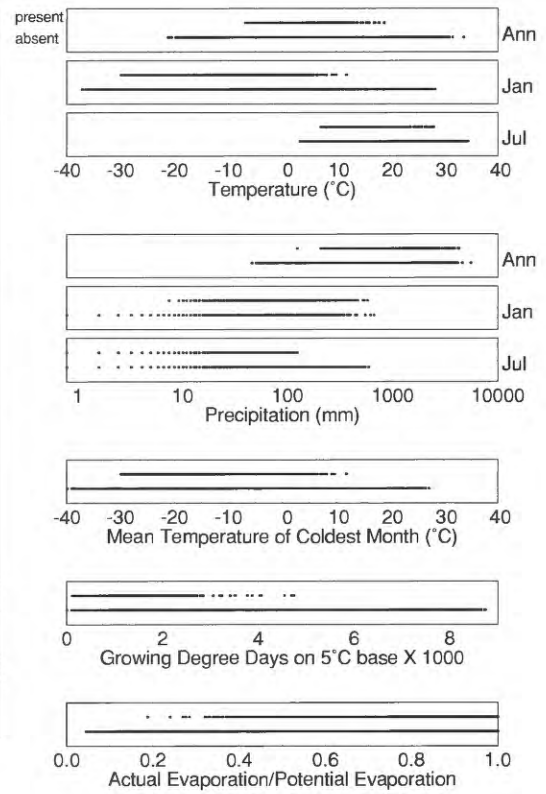 present
absent
Ann
Jan
Jul
-40 -30 -20 -10 0 10 20 30 40
Temperature (˚C)
Ann
Jan
Jul
1 10 100 1000 10000
Precipitation (mm)
-40 -30 -20 -10 0 10 20 30 40
Mean Temperature of Coldest Month (˚C)
0 2 4 6 8
Growing Degree Days on 5˚C base X 1000
0.0 0.2 0.4 0.6 0.8 1.0
Actual Evaporation/Potential Evaporation